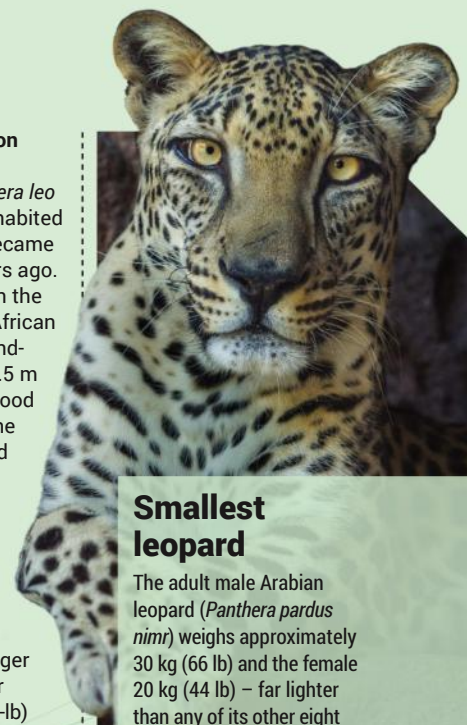 on
era leo
habited
ecame
rs ago.
n the
African
nd-
.5 m
ood
ne
d
ger
r
-lb)
Smallest
leopard
The adult male Arabian
leopard (Panthera pardus
nimr) weighs approximately
30 kg (66 lb) and the female
20 kg (44 lb) – far lighter
than any of its other eight